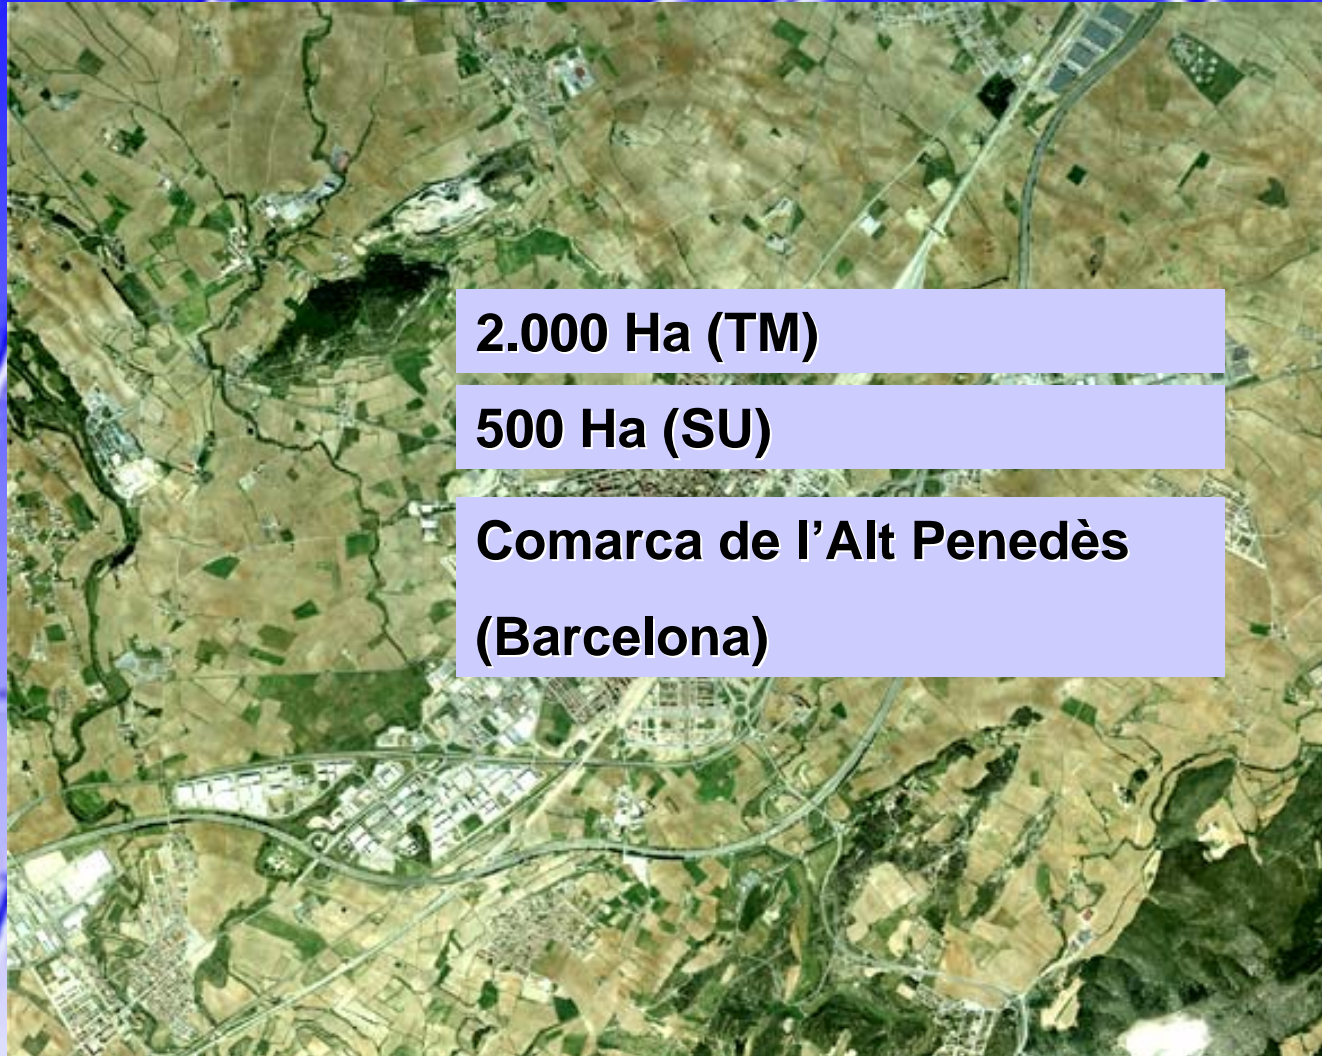 2.000 Ha (TM)
500 Ha (SU)
Comarca de l’Alt Penedès
(Barcelona)